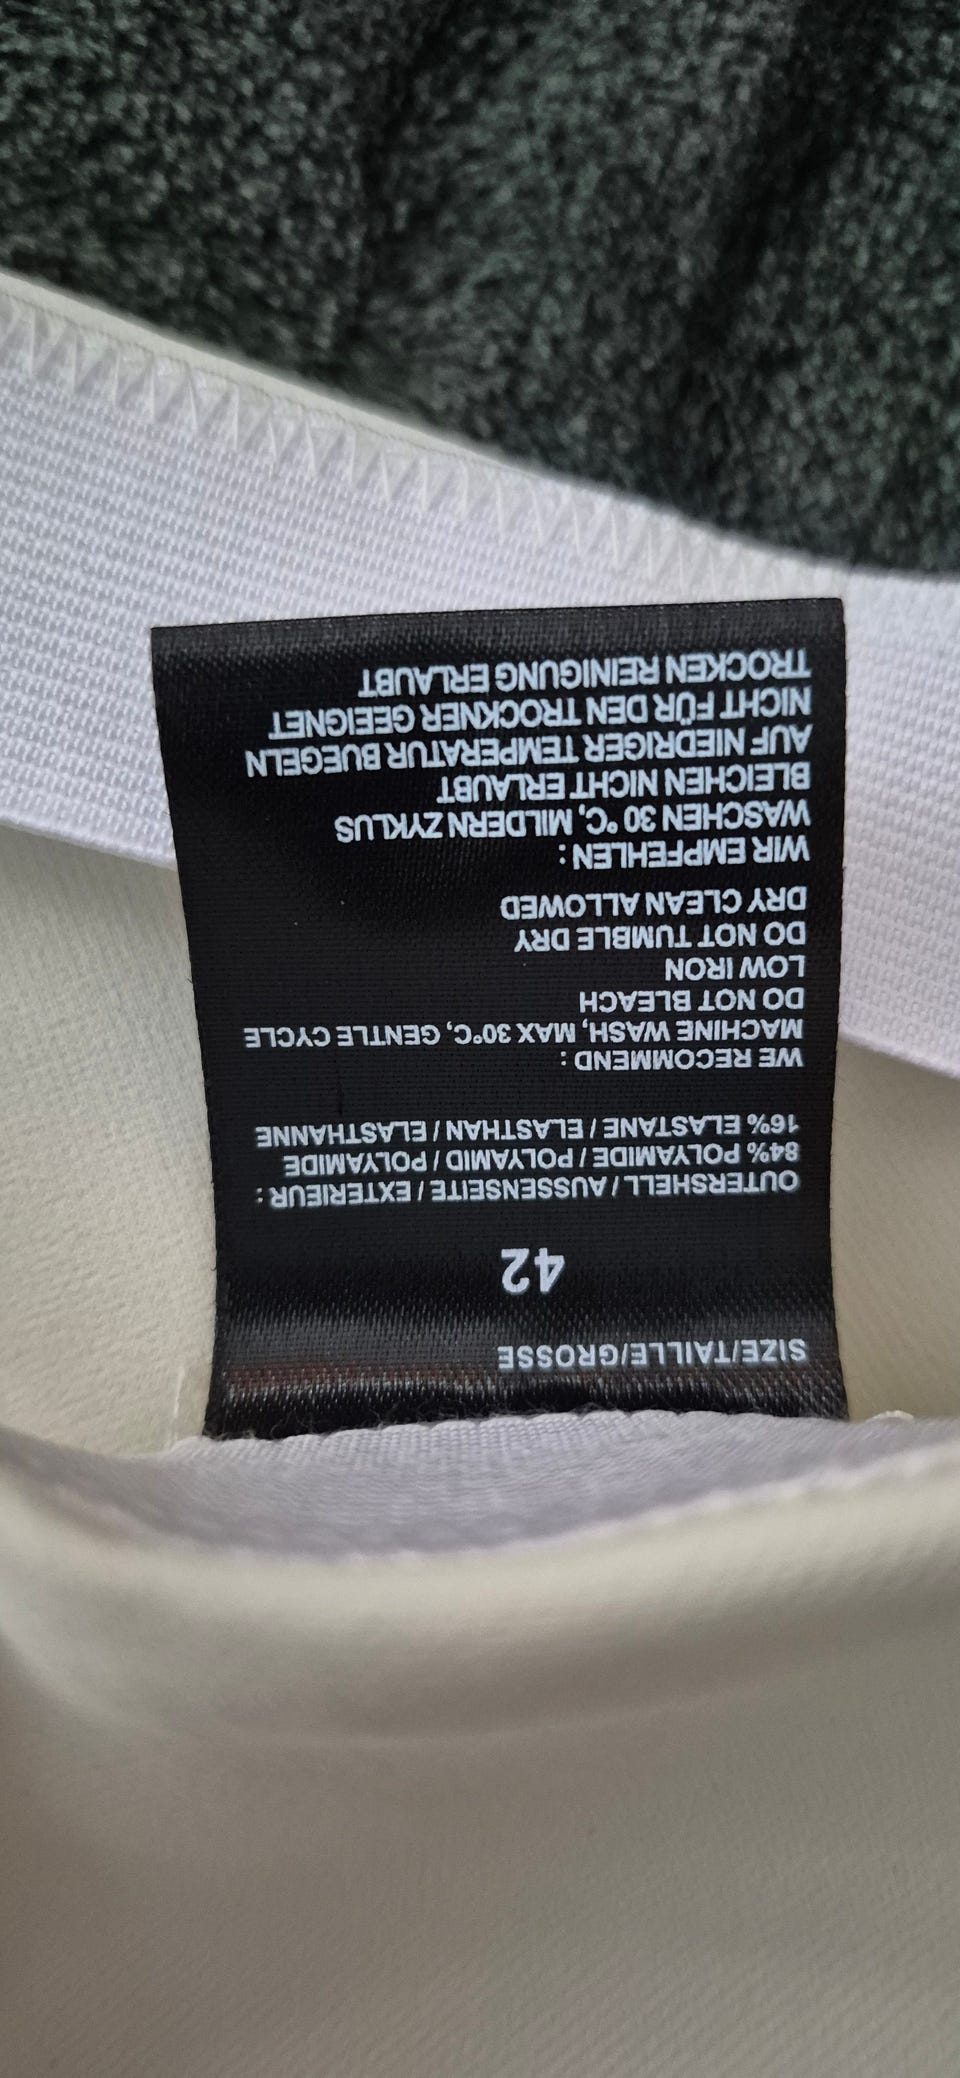 SIZE/TAILLE/GROSSE
42
OUTERSHELL / AUSSENSEITE / EXTERIEUR :
84% POLYAMIDE / POLYAMID / POLYAMIDE
16% ELASTANE / ELASTHAN / ELASTHANNE
WE RECOMMEND :
MACHINE WASH, MAX 30°C, GENTLE CYCLE
DO NOT BLEACH
LOW IRON
DO NOT TUMBLE DRY
DRY CLEAN ALLOWED
WIR EMPFEHLEN :
WASCHEN 30 °C, MILDERN ZYKLUS
BLEICHEN NICHT ERLAUBT
AUF NIEDRIGER TEMPERATUR BUEGELN
NICHT FÜR DEN TROCKNER GEEIGNET
TROCKEN REINIGUNG ERLAUBT